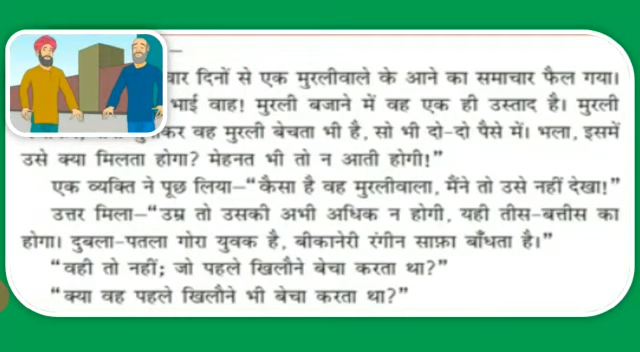 बार दिनों से एक मुरलीवाले के आने का समाचार फैल गया।
भाई वाह! मुरली बजाने में वह एक ही उस्ताद है। मुरली
वह मुरली बेचता भी है, सो भी दो-दो पैसे में। भला, इसमें
उसे क्या मिलता होगा? मेहनत भी तो न आती होगी!”
एक व्यक्ति ने पूछ लिया–“कैसा है वह मुरलीवाला, मैंने तो उसे नहीं देखा!”
उत्तर मिला–“उम्र तो उसकी अभी अधिक न होगी, यही तीस-बत्तीस का
होगा। दुबला-पतला गोरा युवक है, बीकानेरी रंगीन साफ़ा बाँधता है।”
“वही तो नहीं; जो पहले खिलौने बेचा करता था?”
“क्या वह पहले खिलौने भी बेचा करता था?”